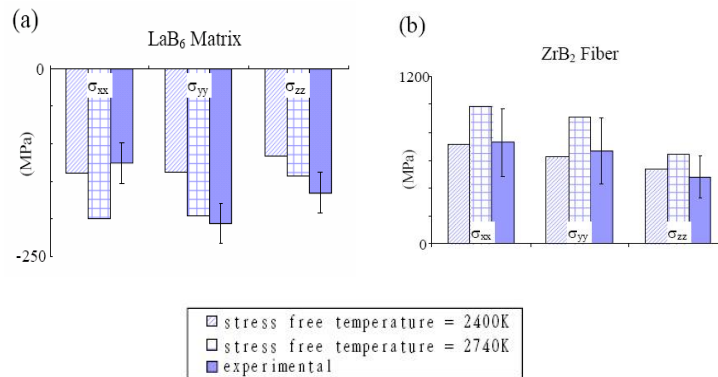 (a)
LaB₆ Matrix
0
σxx
σyy
σzz
(MPa)
-250
(b)
ZrB₂ Fiber
1200
(MPa)
0
σxx
σyy
σzz
stress free temperature = 2400K
stress free temperature = 2740K
experimental